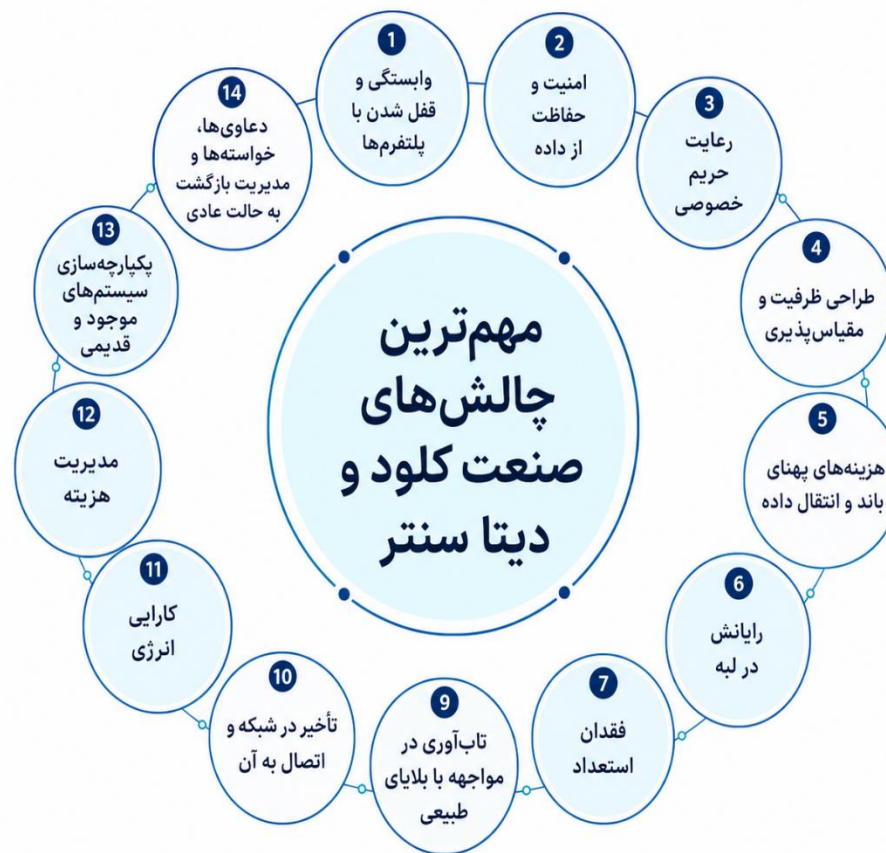 مهم‌ترین
چالش‌های
صنعت کلود و
دیتا سنتر
1
وابستگی و
قفل شدن با
پلتفرم‌ها
2
امنیت و
حفاظت
از داده
3
رعایت
حریم
خصوصی
4
طراحی ظرفیت و
مقیاس‌پذیری
5
هزینه‌های پهنای
باند و انتقال داده
6
رایانش
در لبه
7
فقدان
استعداد
9
تاب‌آوری در
مواجهه با بلایای
طبیعی
10
تأخیر در شبکه و
اتصال به آن
11
کارایی
انرژی
12
مدیریت
هزیته
13
یکپارچه‌سازی
سیستم‌های
موجود و
قدیمی
14
دعاوی‌ها،
خواسته‌ها و
مدیریت بازگشت
به حالت عادی